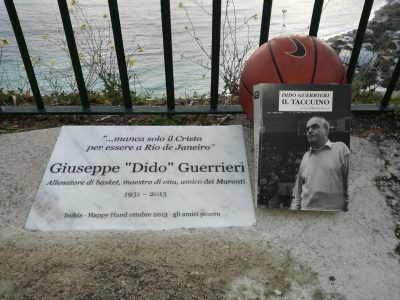 "...manca solo il Cristo
per essere a Rio de Janeiro"
Giuseppe "Dido" Guerrieri
Allenatore di basket, maestro di vita, amico dei Maronti
1931 - 2013
Ischia - Happy Hand ottobre 2013 - gli amici posero
DIDO GUERRIERI
IL TACCUINO